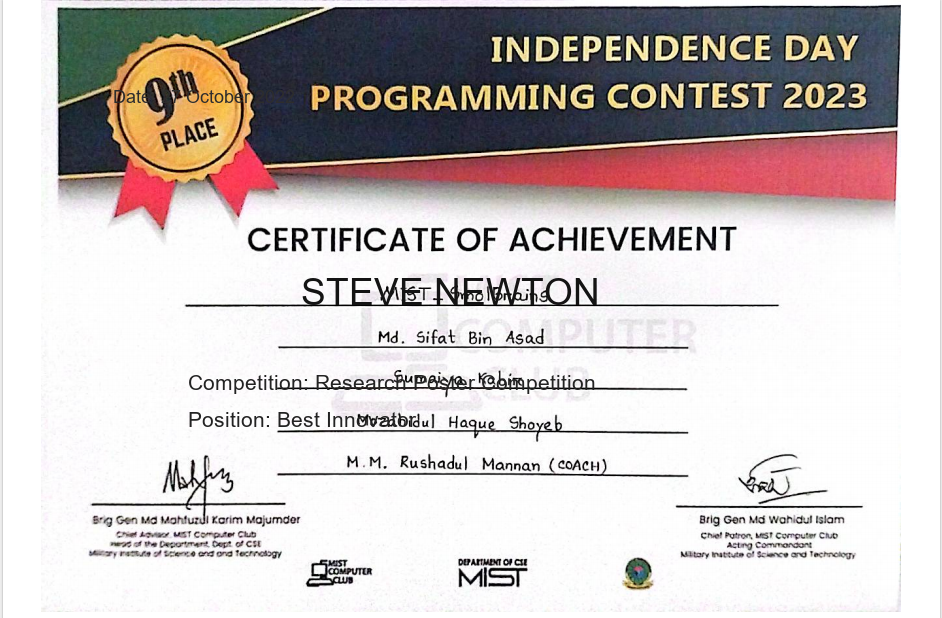 INDEPENDENCE DAY
PROGRAMMING CONTEST 2023
9th
PLACE
Date October
CERTIFICATE OF ACHIEVEMENT
STEVE NEWTON
MIST
COMPUTER
CLUB
Md. Sifat Bin Asad
Competition: Research Poster Competition
Position: Best Innovator
Haque Shoyeb
M.M. Rushadul Mannan (COACH)
Brig Gen Md Mahfuzul Karim Majumder
Chief Advisor, MIST Computer Club
Head of the Department, Dept. of CSE
Military Institute of Science and and Technology
Brig Gen Md Wahidul Islam
Chief Patron, MIST Computer Club
Acting Commandant
Military Institute of Science and Technology
MIST
COMPUTER
CLUB
DEPARTMENT OF CSE
MIST